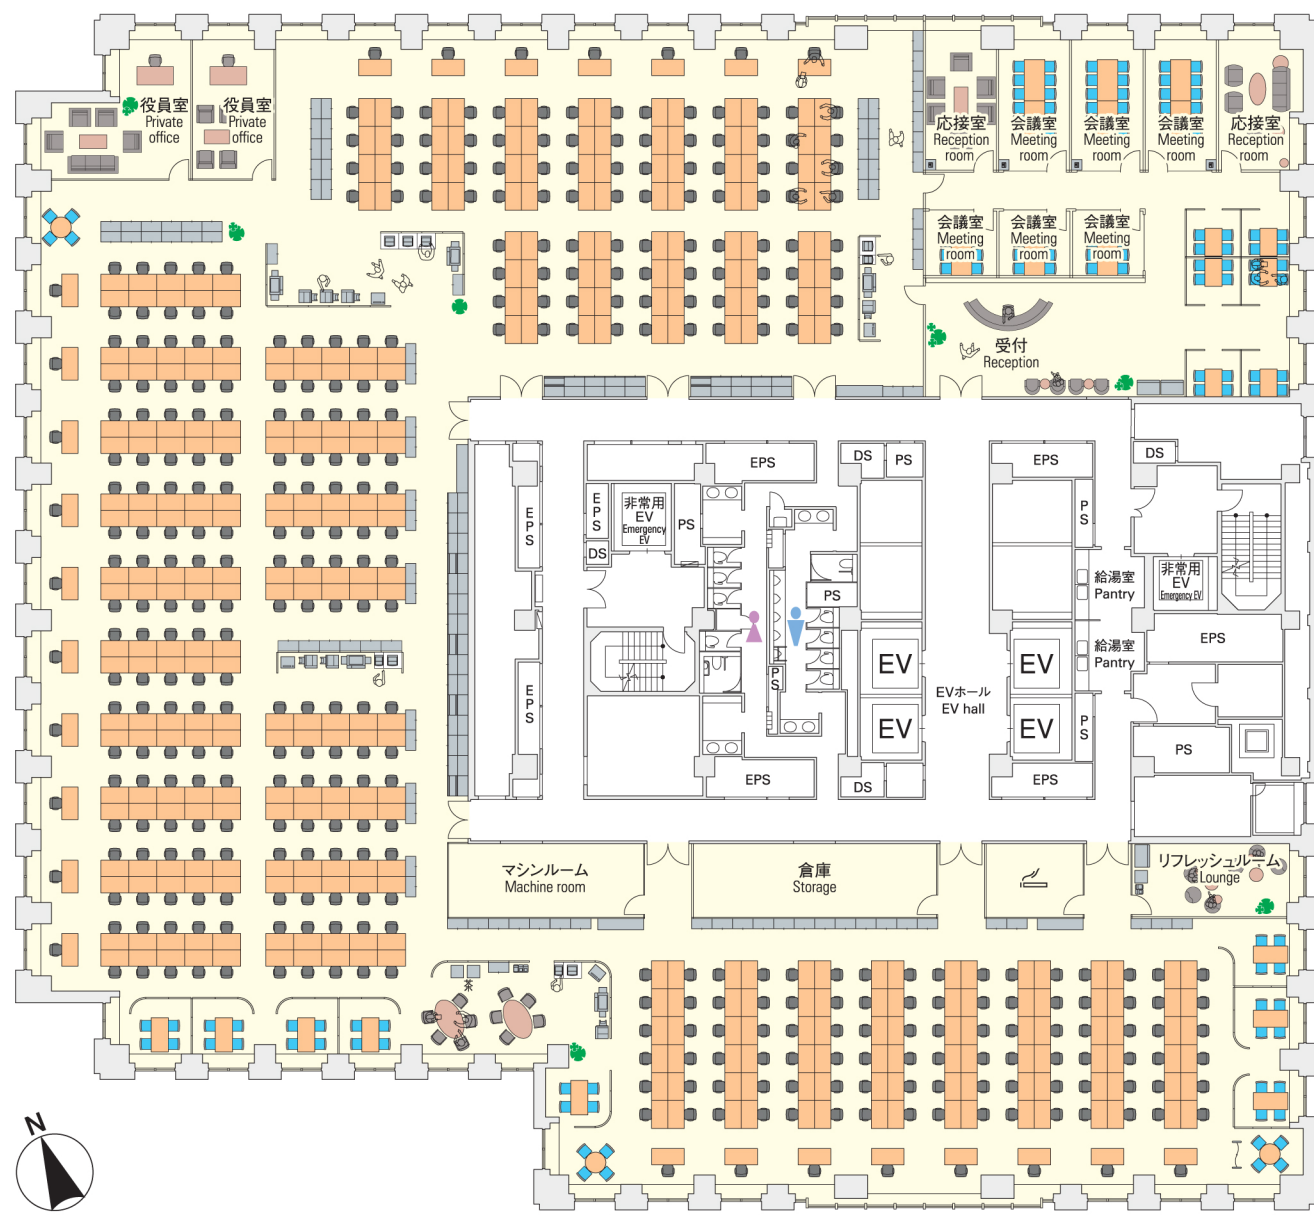 役員室
Private
office
役員室
Private
office
応接室
Reception
room
会議室
Meeting
room
会議室
Meeting
room
会議室
Meeting
room
応接室
Reception
room
会議室
Meeting
room
会議室
Meeting
room
会議室
Meeting
room
受付
Reception
EPS
DS
PS
EPS
DS
EPS
EPS
非常用
EV
Emergency
EV
PS
DS
PS
PS
給湯室
Pantry
非常用
EV
Emergency EV
給湯室
Pantry
EPS
EV
EV
EVホール
EV hall
PS
EPS
EV
EV
PS
PS
EPS
DS
EPS
マシンルーム
Machine room
倉庫
Storage
リフレッシュルーム
Lounge
茶
N